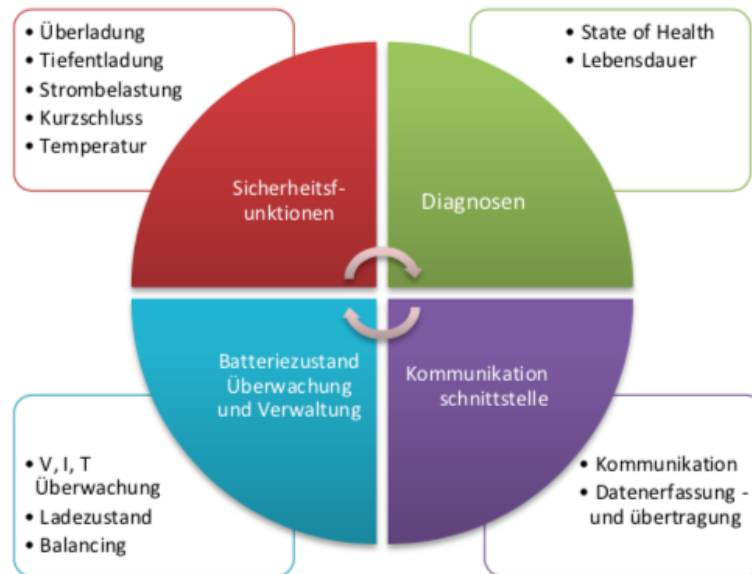 • Überladung
• Tiefentladung
• Strombelastung
• Kurzschluss
• Temperatur
• State of Health
• Lebensdauer
Sicherheitsf-
unktionen
Diagnosen
Batteriezustand
Überwachung
und Verwaltung
Kommunikation
schnittstelle
• V, I, T
Überwachung
• Ladezustand
• Balancing
• Kommunikation
• Datenerfassung -
und übertragung